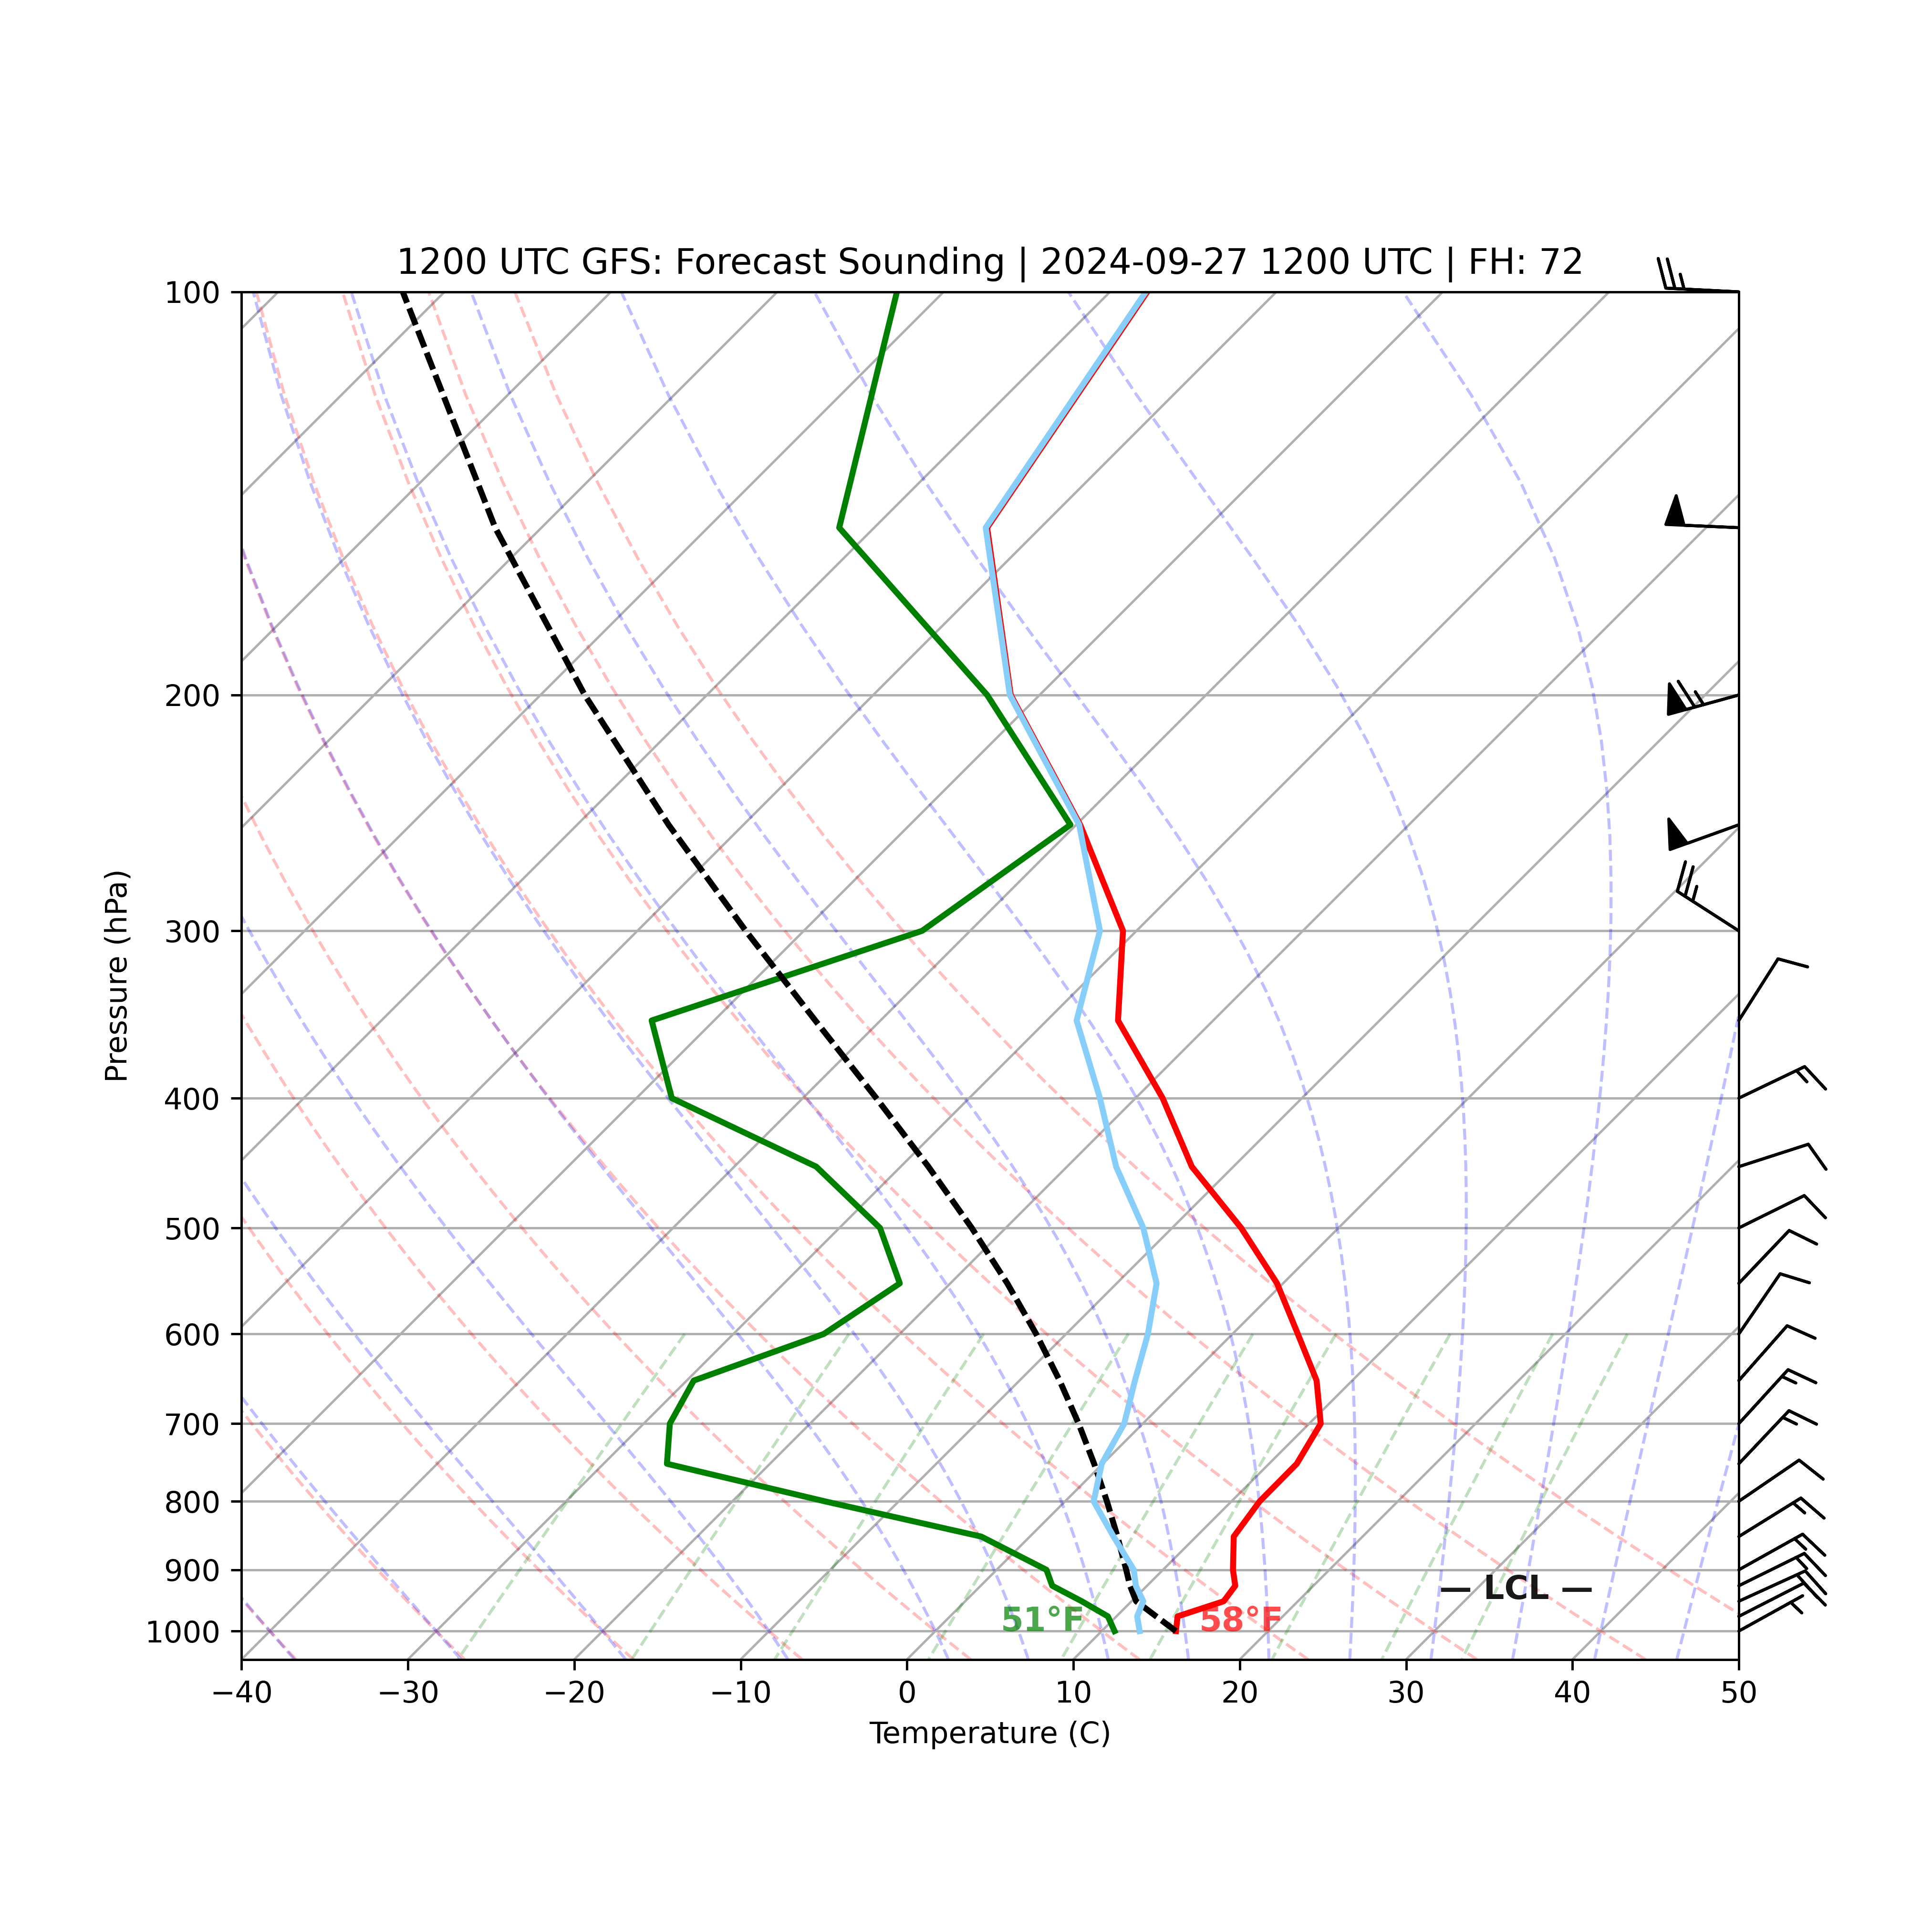 1200 UTC GFS: Forecast Sounding | 2024-09-27 1200 UTC | FH: 72
100
200
300
400
500
600
700
800
900
1000
Pressure (hPa)
— LCL —
51°F
58°F
−40 −30 −20 −10 0 10 20 30 40 50
Temperature (C)